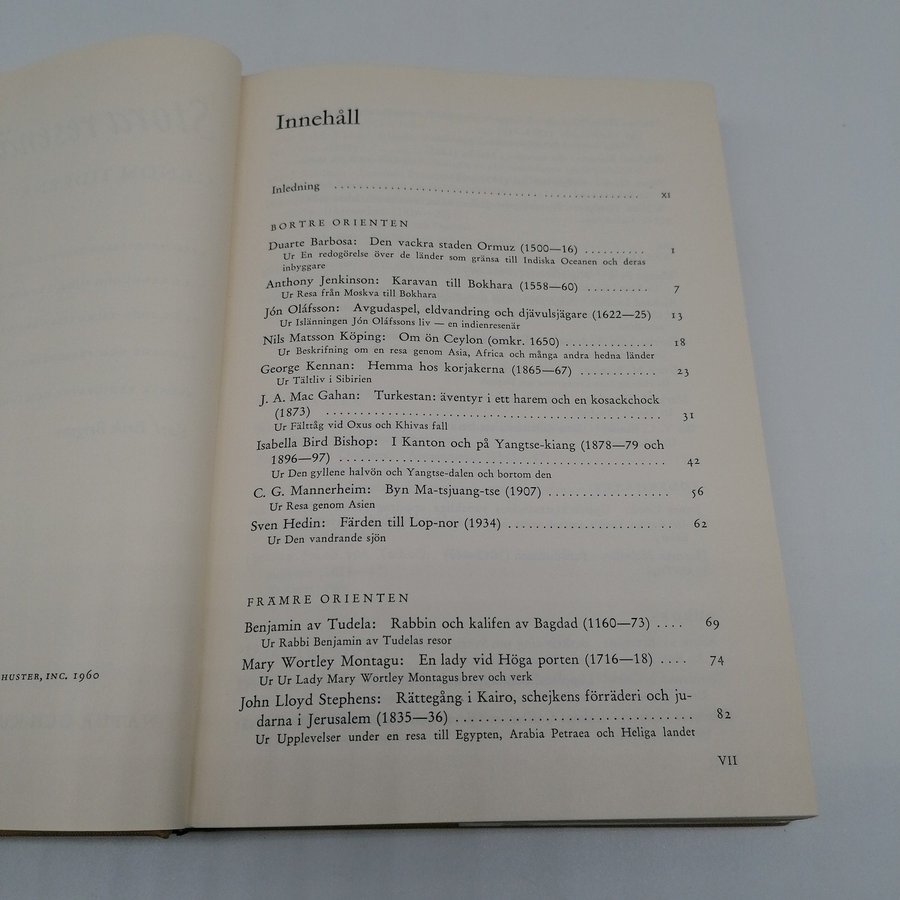 HUSTER, INC. 1960
Innehåll
Inledning ................................................ XI
BORTRE ORIENTEN
Duarte Barbosa: Den vackra staden Ormuz (1500—16) .......... 1
Ur En redogörelse över de länder som gränsa till Indiska Oceanen och deras
inbyggare
Anthony Jenkinson: Karavan till Bokhara (1558—60) .......... 7
Ur Resa från Moskva till Bokhara
Jón Oláfsson: Avgudaspel, eldvandring och djävulsjägare (1622—25) 13
Ur Islänningen Jón Oláfssons liv — en indienresenär
Nils Matsson Köping: Om ön Ceylon (omkr. 1650) .............. 18
Ur Beskrifning om en resa genom Asia, Africa och många andra hedna länder
George Kennan: Hemma hos korjakerna (1865—67) ............ 23
Ur Tältliv i Sibirien
J. A. Mac Gahan: Turkestan: äventyr i ett harem och en kosackchock
(1873) ................................................ 31
Ur Fälttåg vid Oxus och Khivas fall
Isabella Bird Bishop: I Kanton och på Yangtse-kiang (1878—79 och
1896—97) ................................................ 42
Ur Den gyllene halvön och Yangtse-dalen och bortom den
C. G. Mannerheim: Byn Ma-tsjuang-tse (1907) .................. 56
Ur Resa genom Asien
Sven Hedin: Färden till Lop-nor (1934) ........................ 62
Ur Den vandrande sjön
FRÄMRE ORIENTEN
Benjamin av Tudela: Rabbin och kalifen av Bagdad (1160—73) .... 69
Ur Rabbi Benjamin av Tudelas resor
Mary Wortley Montagu: En lady vid Höga porten (1716—18) .... 74
Ur Ur Lady Mary Wortley Montagus brev och verk
John Lloyd Stephens: Rättegång i Kairo, schejkens förräderi och ju-
darna i Jerusalem (1835—36) ................................ 82
Ur Upplevelser under en resa till Egypten, Arabia Petraea och Heliga landet
VII